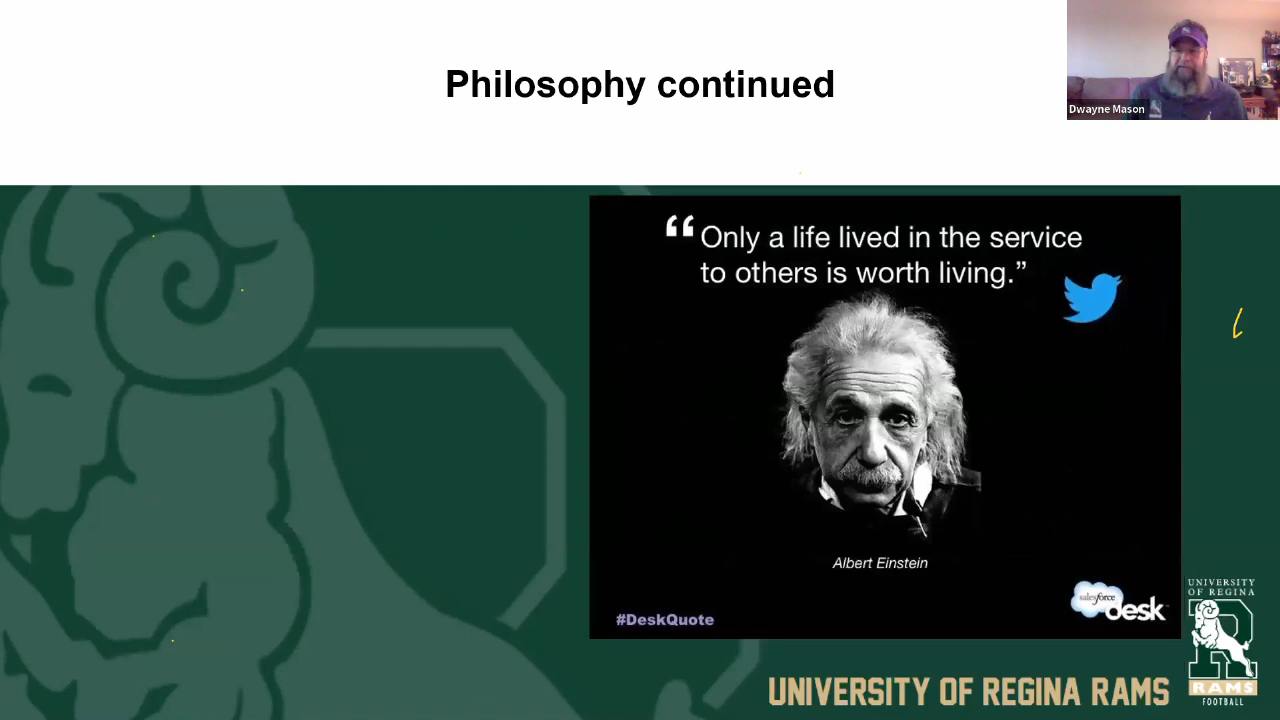 Philosophy continued
Dwayne Mason
“Only a life lived in the service
to others is worth living.”
Albert Einstein
#DeskQuote
salesforce
desk
UNIVERSITY
OF REGINA
R
RAMS
FOOTBALL
UNIVERSITY OF REGINA RAMS